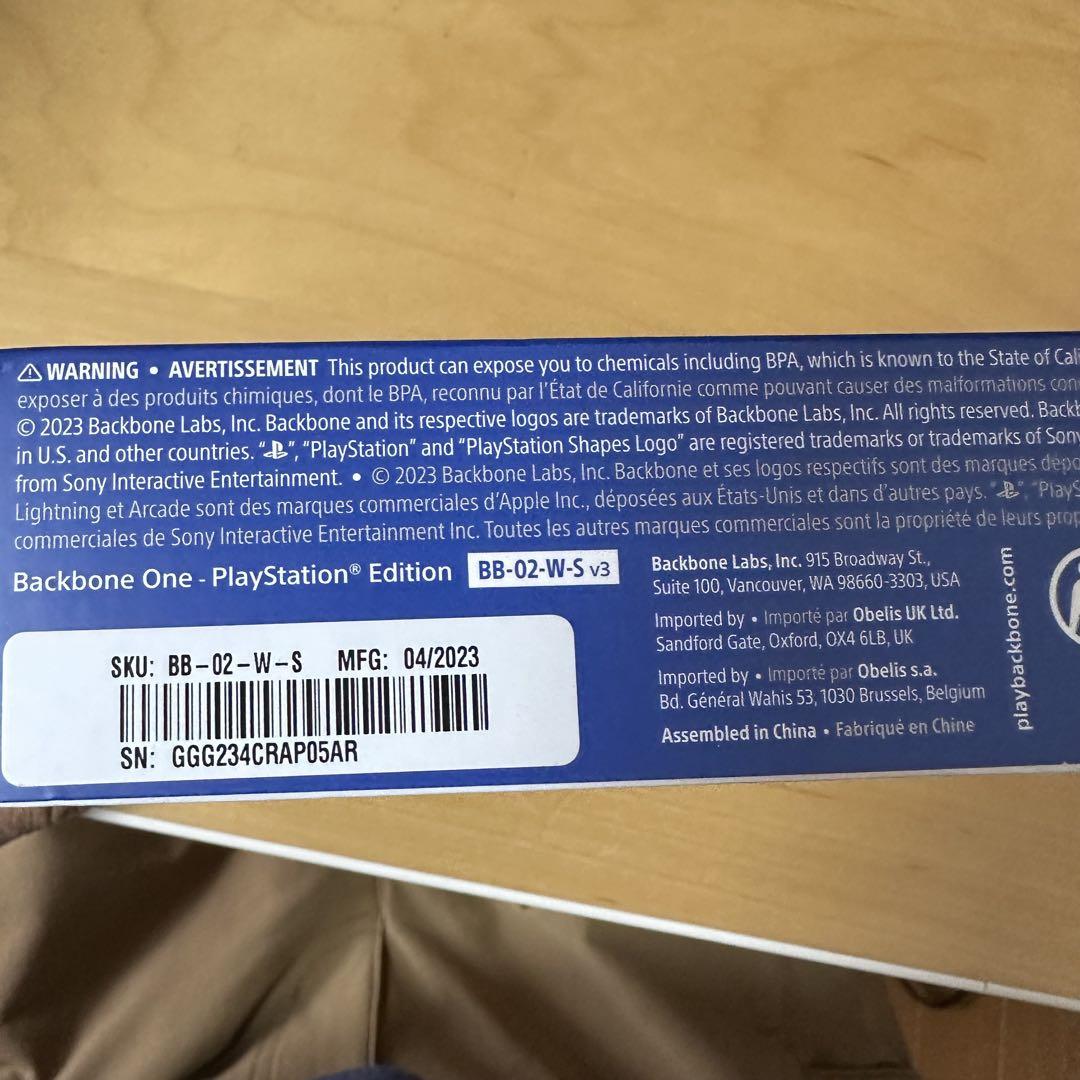 ⚠ WARNING • AVERTISSEMENT This product can expose you to chemicals including BPA, which is known to the State of Cali
exposer à des produits chimiques, dont le BPA, reconnu par l'État de Californie comme pouvant causer des malformations con
© 2023 Backbone Labs, Inc. Backbone and its respective logos are trademarks of Backbone Labs, Inc. All rights reserved. Backb
in U.S. and other countries. "PS", "PlayStation" and "PlayStation Shapes Logo" are registered trademarks or trademarks of Sony
from Sony Interactive Entertainment. • © 2023 Backbone Labs, Inc. Backbone et ses logos respectifs sont des marques dépo
Lightning et Arcade sont des marques commerciales d'Apple Inc., déposées aux États-Unis et dans d'autres pays. "PS", "PlayS
commerciales de Sony Interactive Entertainment Inc. Toutes les autres marques commerciales sont la propriété de leurs prop
Backbone One - PlayStation® Edition BB-02-W-S v3
SKU: BB-02-W-S MFG: 04/2023
SN: GGG234CRAP05AR
Backbone Labs, Inc. 915 Broadway St.,
Suite 100, Vancouver, WA 98660-3303, USA
Imported by • Importé par Obelis UK Ltd.
Sandford Gate, Oxford, OX4 6LB, UK
Imported by • Importé par Obelis s.a.
Bd. Général Wahis 53, 1030 Brussels, Belgium
Assembled in China • Fabriqué en Chine
playbackbone.com